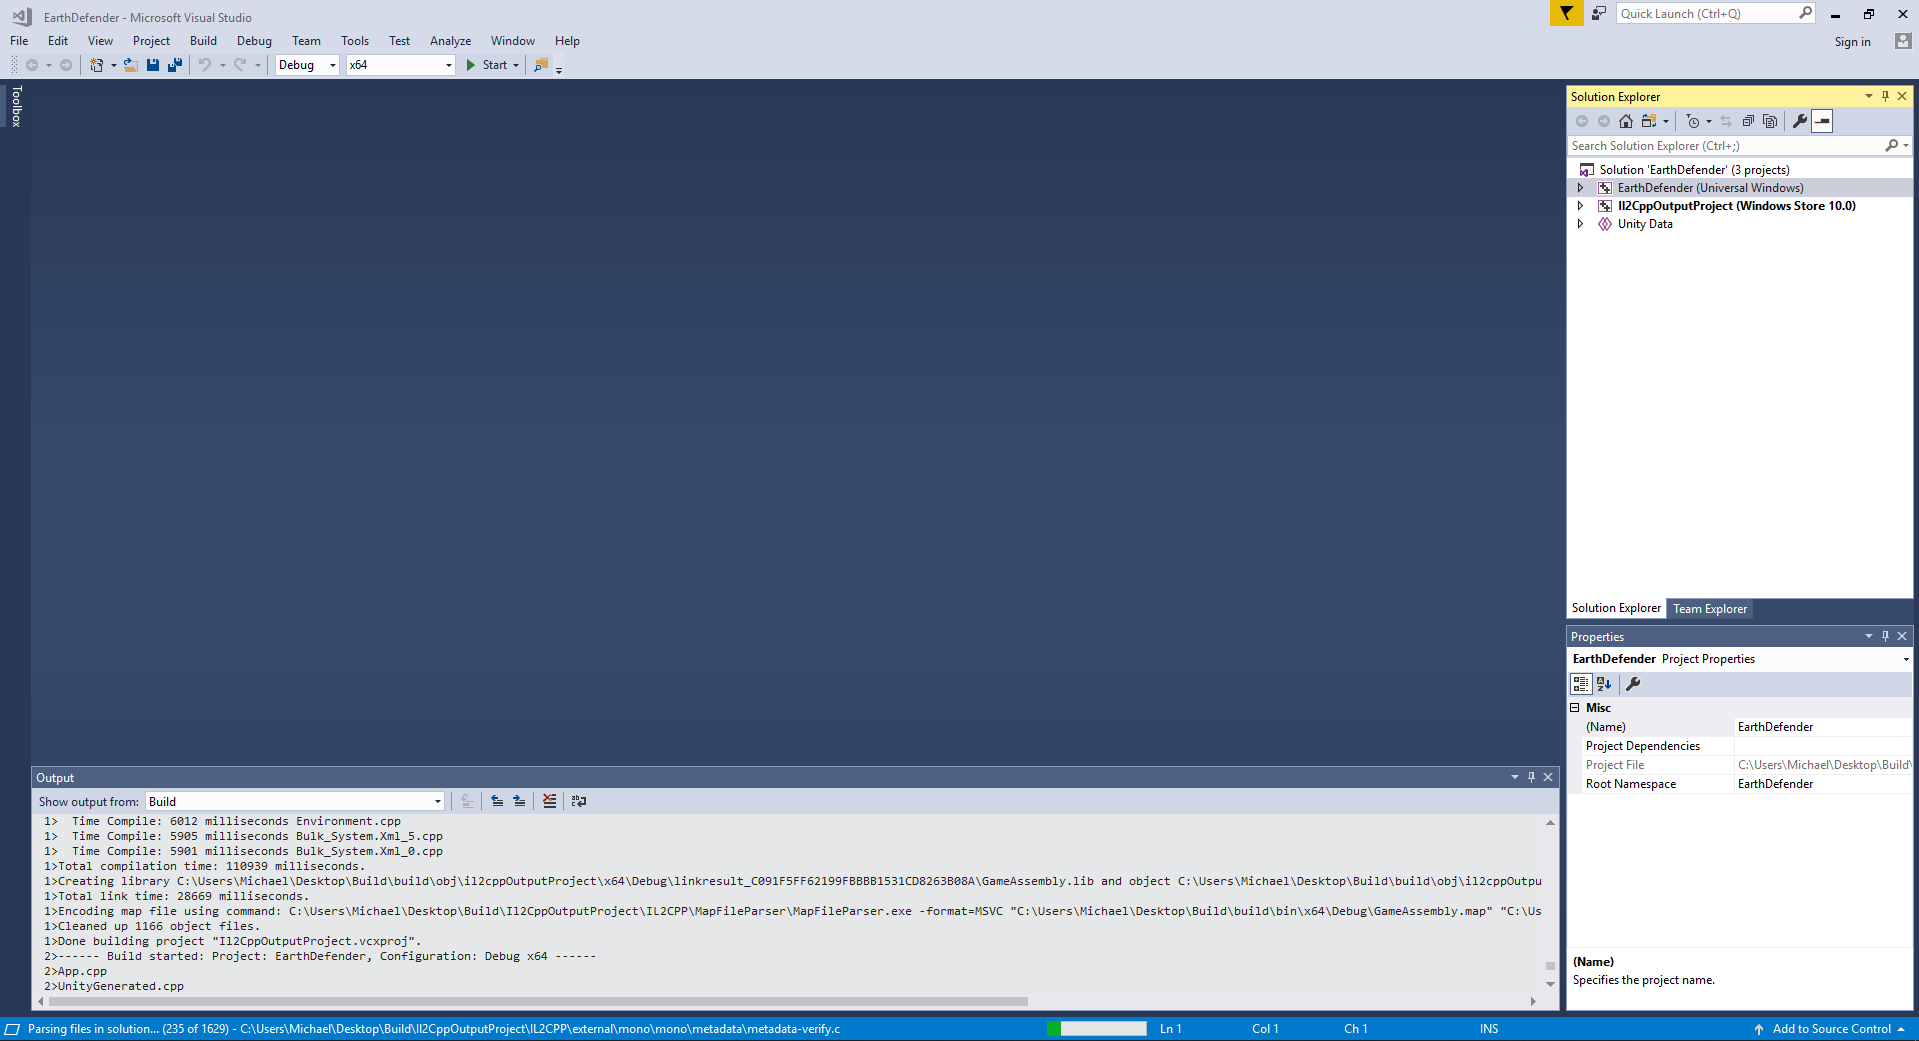 EarthDefender - Microsoft Visual Studio
Quick Launch (Ctrl+Q)
File Edit View Project Build Debug Team Tools Test Analyze Window Help
Sign in
Debug x64 Start
Toolbox
Solution Explorer
Search Solution Explorer (Ctrl+;)
Solution 'EarthDefender' (3 projects)
EarthDefender (Universal Windows)
Il2CppOutputProject (Windows Store 10.0)
Unity Data
Solution Explorer Team Explorer
Properties
EarthDefender Project Properties
Misc
(Name) EarthDefender
Project Dependencies
Project File C:\Users\Michael\Desktop\Build\
Root Namespace EarthDefender
(Name)
Specifies the project name.
Output
Show output from: Build
1>  Time Compile: 6012 milliseconds Environment.cpp
1>  Time Compile: 5905 milliseconds Bulk_System.Xml_5.cpp
1>  Time Compile: 5901 milliseconds Bulk_System.Xml_0.cpp
1>Total compilation time: 110939 milliseconds.
1>Creating library C:\Users\Michael\Desktop\Build\build\obj\il2cppOutputProject\x64\Debug\linkresult_C091F5FF62199FBBBB1531CD8263B08A\GameAssembly.lib and object C:\Users\Michael\Desktop\Build\build\obj\il2cppOutpu
1>Total link time: 28669 milliseconds.
1>Encoding map file using command: C:\Users\Michael\Desktop\Build\Il2CppOutputProject\IL2CPP\MapFileParser\MapFileParser.exe -format=MSVC "C:\Users\Michael\Desktop\Build\build\bin\x64\Debug\GameAssembly.map" "C:\Us
1>Cleaned up 1166 object files.
1>Done building project "Il2CppOutputProject.vcxproj".
2>------ Build started: Project: EarthDefender, Configuration: Debug x64 ------
2>App.cpp
2>UnityGenerated.cpp
Parsing files in solution... (235 of 1629) - C:\Users\Michael\Desktop\Build\Il2CppOutputProject\IL2CPP\external\mono\mono\metadata\metadata-verify.c Ln 1 Col 1 Ch 1 INS Add to Source Control